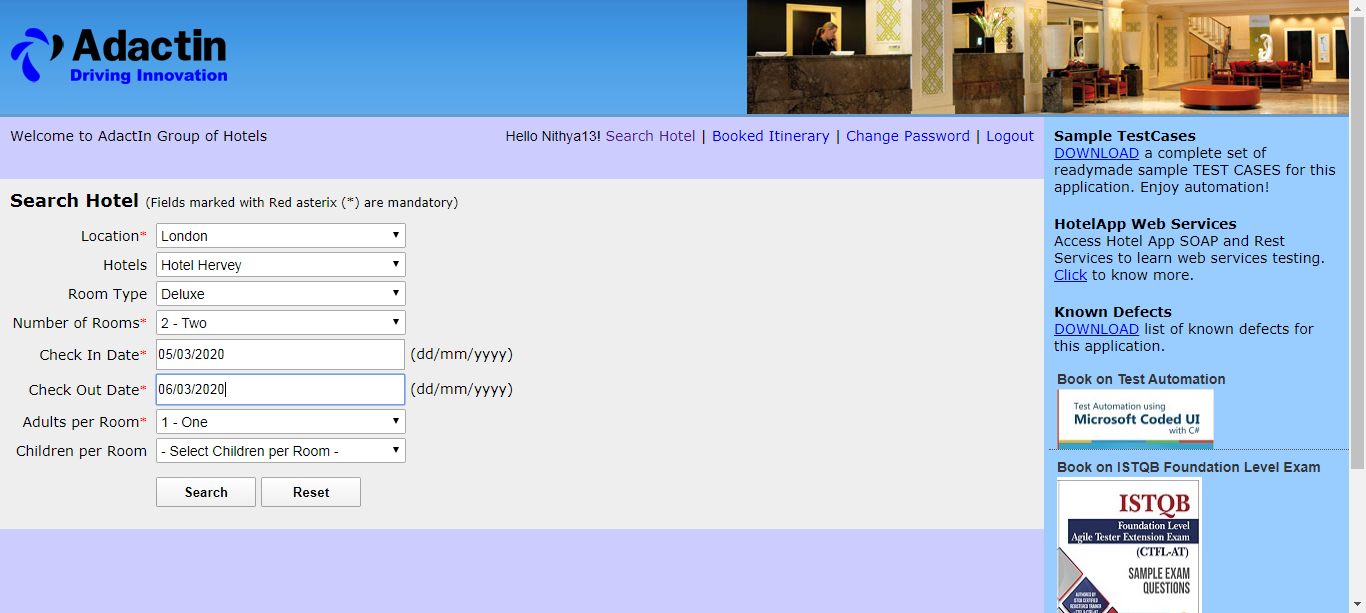 Adactin
Driving Innovation
Welcome to AdactIn Group of Hotels
Hello Nithya13! Search Hotel | Booked Itinerary | Change Password | Logout
Search Hotel (Fields marked with Red asterix (*) are mandatory)
Location* London
Hotels Hotel Hervey
Room Type Deluxe
Number of Rooms* 2 - Two
Check In Date* 05/03/2020 (dd/mm/yyyy)
Check Out Date* 06/03/2020 (dd/mm/yyyy)
Adults per Room* 1 - One
Children per Room - Select Children per Room -
Search Reset
Sample TestCases
DOWNLOAD a complete set of
readymade sample TEST CASES for this
application. Enjoy automation!
HotelApp Web Services
Access Hotel App SOAP and Rest
Services to learn web services testing.
Click to know more.
Known Defects
DOWNLOAD list of known defects for
this application.
Book on Test Automation
Test Automation using
Microsoft Coded UI
with C#
Book on ISTQB Foundation Level Exam
ISTQB
Foundation Level
Agile Tester Extension Exam
(CTFL-AT)
SAMPLE EXAM
QUESTIONS
AUTHORED BY
ISTQB CERTIFIED
REGISTERED TRAINER